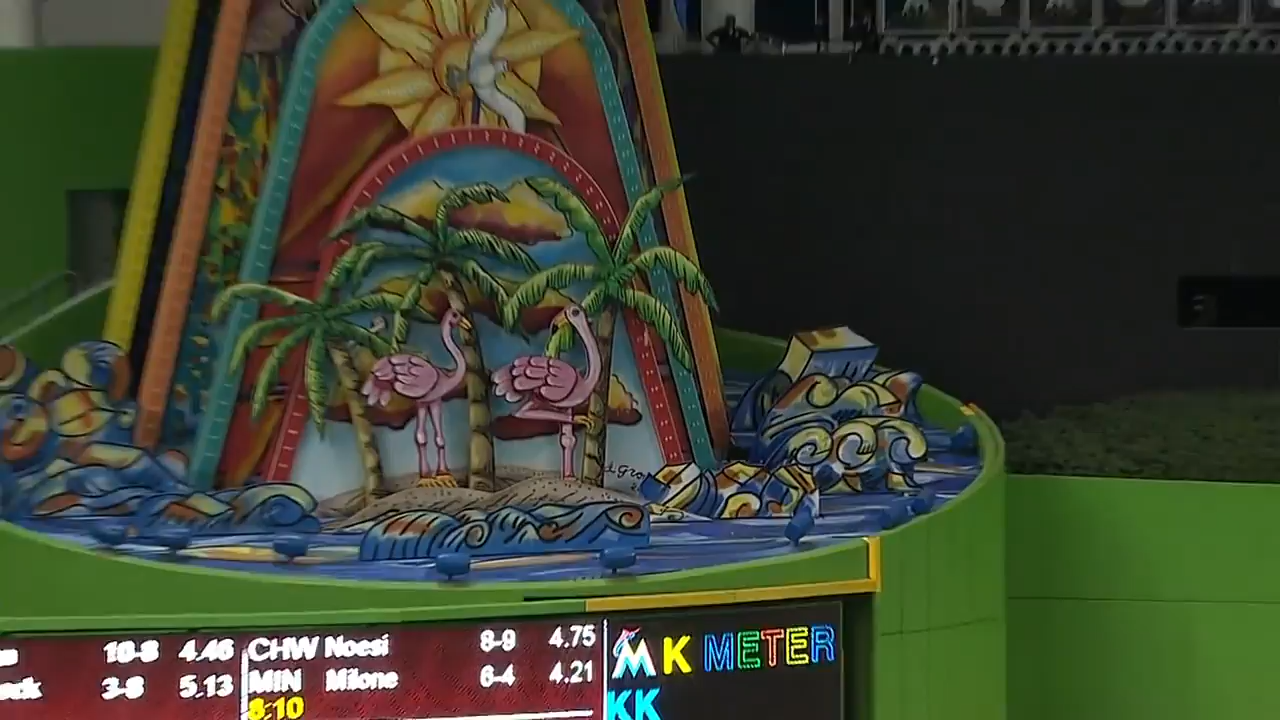 10-8 4.46
3-8 5.13
CHW Noesi 8-9 4.75
MIN Milone 6-4 4.21
8:10
M K METER
KK